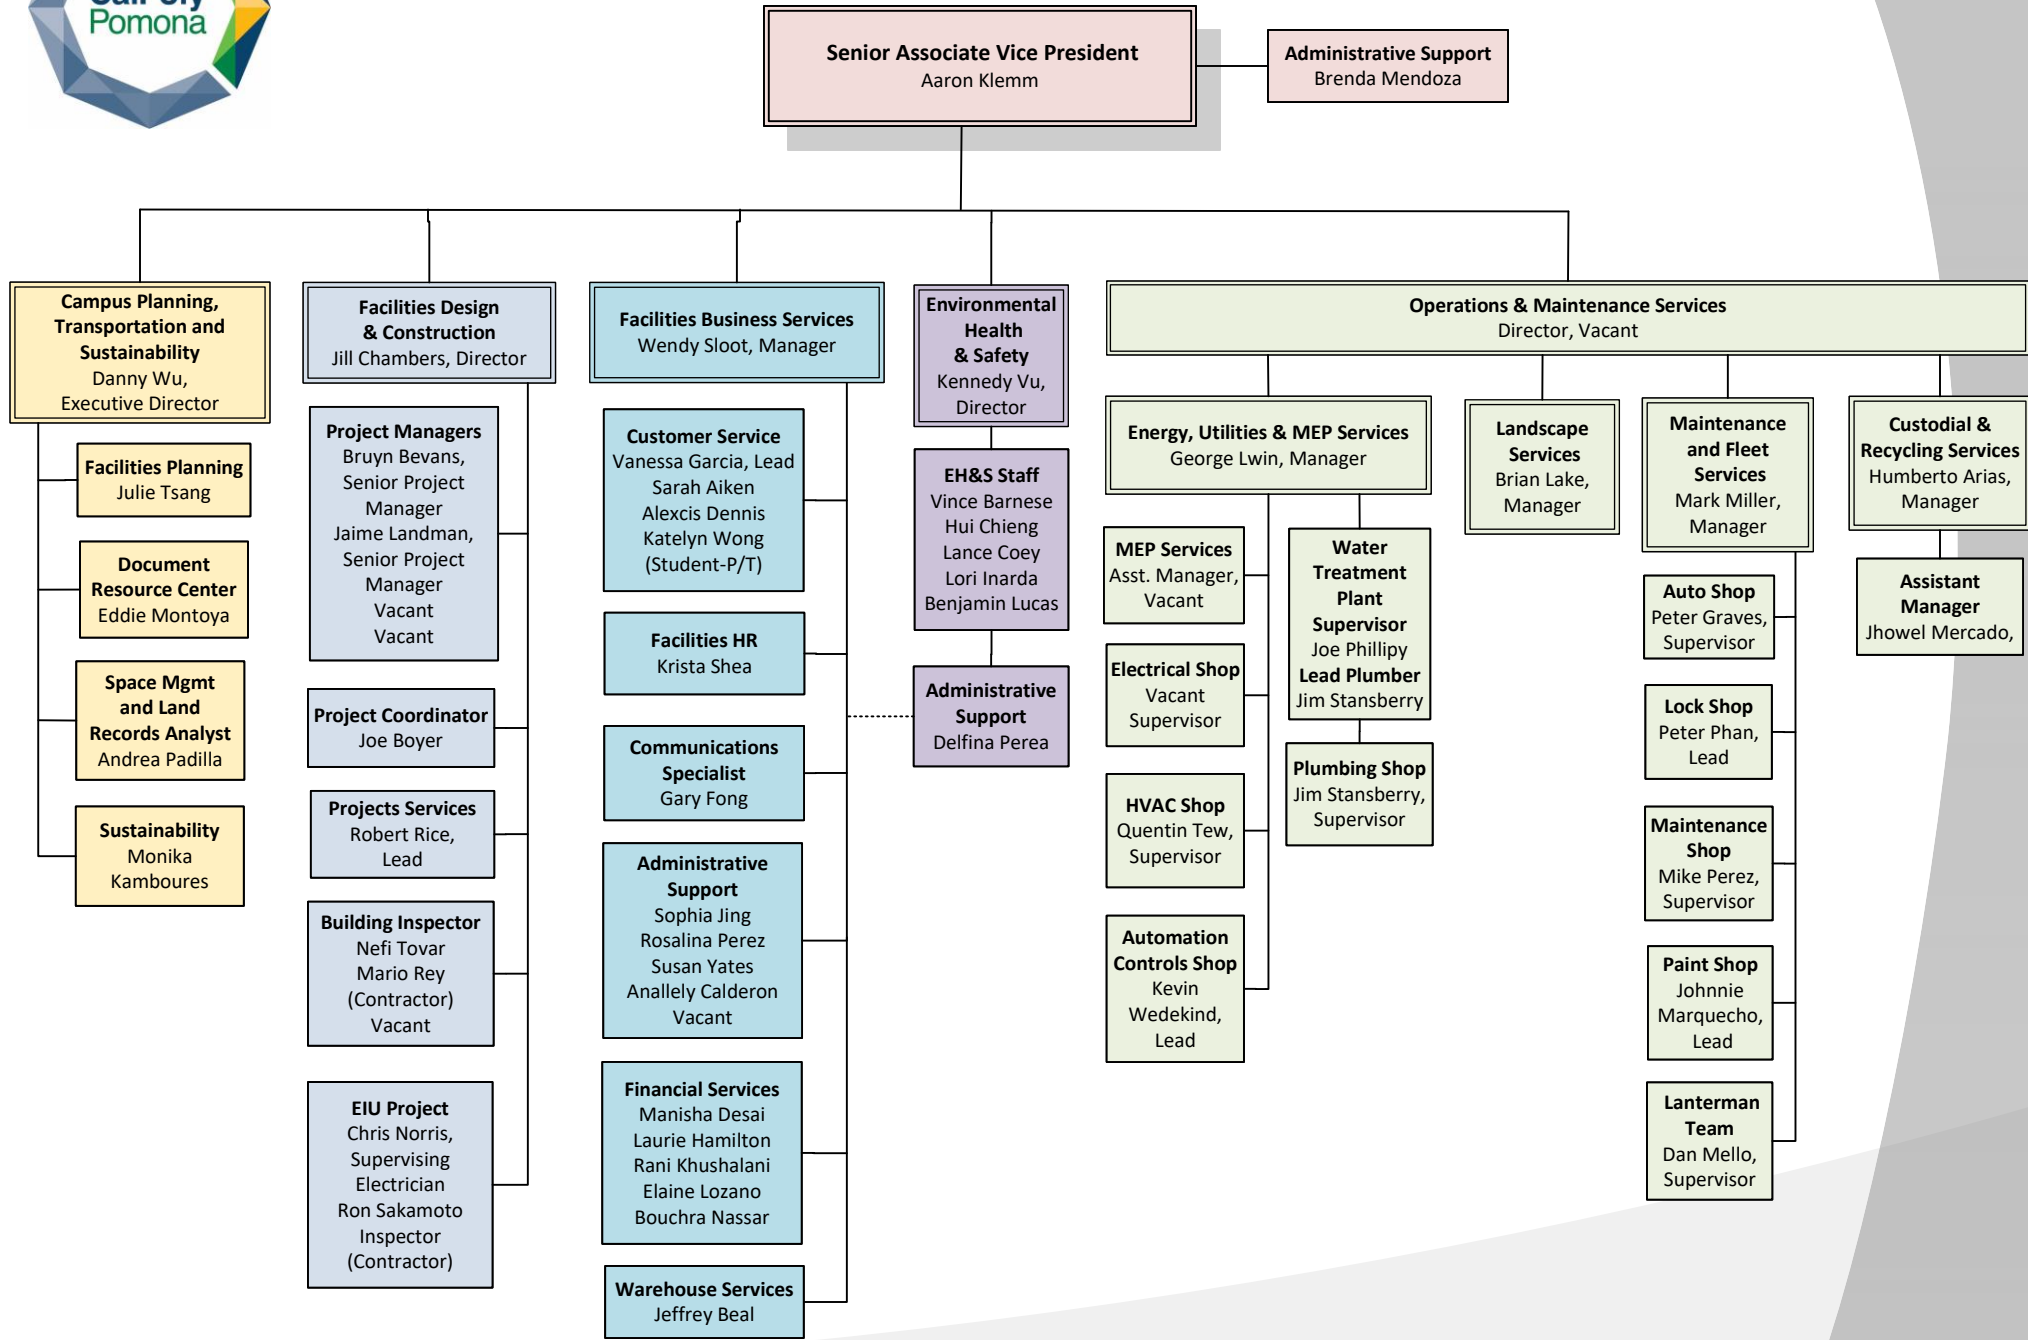 Pomona
Senior Associate Vice President
Aaron Klemm
Administrative Support
Brenda Mendoza
Campus Planning,
Transportation and
Sustainability
Danny Wu,
Executive Director
Facilities Planning
Julie Tsang
Document
Resource Center
Eddie Montoya
Space Mgmt
and Land
Records Analyst
Andrea Padilla
Sustainability
Monika
Kamboures
Facilities Design
& Construction
Jill Chambers, Director
Project Managers
Bruyn Bevans,
Senior Project
Manager
Jaime Landman,
Senior Project
Manager
Vacant
Vacant
Project Coordinator
Joe Boyer
Projects Services
Robert Rice,
Lead
Building Inspector
Nefi Tovar
Mario Rey
(Contractor)
Vacant
EIU Project
Chris Norris,
Supervising
Electrician
Ron Sakamoto
Inspector
(Contractor)
Facilities Business Services
Wendy Sloot, Manager
Customer Service
Vanessa Garcia, Lead
Sarah Aiken
Alexcis Dennis
Katelyn Wong
(Student-P/T)
Facilities HR
Krista Shea
Communications
Specialist
Gary Fong
Administrative
Support
Sophia Jing
Rosalina Perez
Susan Yates
Anallely Calderon
Vacant
Financial Services
Manisha Desai
Laurie Hamilton
Rani Khushalani
Elaine Lozano
Bouchra Nassar
Warehouse Services
Jeffrey Beal
Environmental
Health
& Safety
Kennedy Vu,
Director
EH&S Staff
Vince Barnese
Hui Chieng
Lance Coey
Lori Inarda
Benjamin Lucas
Administrative
Support
Delfina Perea
Operations & Maintenance Services
Director, Vacant
Energy, Utilities & MEP Services
George Lwin, Manager
MEP Services
Asst. Manager,
Vacant
Electrical Shop
Vacant
Supervisor
HVAC Shop
Quentin Tew,
Supervisor
Automation
Controls Shop
Kevin
Wedekind,
Lead
Water
Treatment
Plant
Supervisor
Joe Phillipy
Lead Plumber
Jim Stansberry
Plumbing Shop
Jim Stansberry,
Supervisor
Landscape
Services
Brian Lake,
Manager
Maintenance
and Fleet
Services
Mark Miller,
Manager
Auto Shop
Peter Graves,
Supervisor
Lock Shop
Peter Phan,
Lead
Maintenance
Shop
Mike Perez,
Supervisor
Paint Shop
Johnnie
Marquecho,
Lead
Lanterman
Team
Dan Mello,
Supervisor
Custodial &
Recycling Services
Humberto Arias,
Manager
Assistant
Manager
Jhowel Mercado,